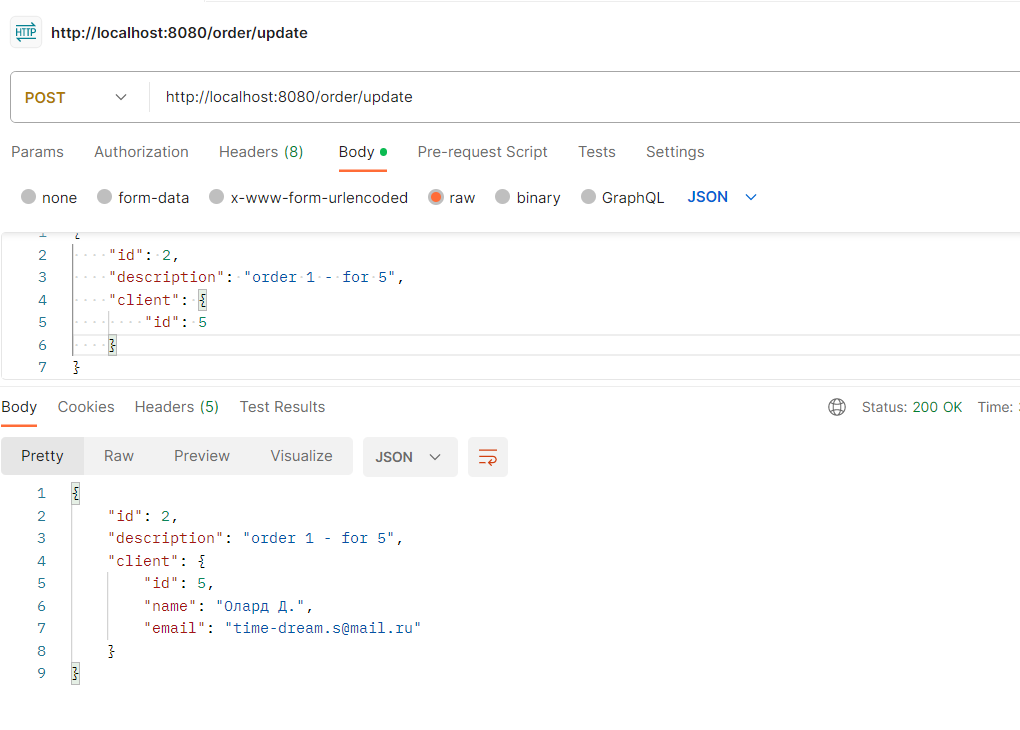 HTTP http://localhost:8080/order/update
POST http://localhost:8080/order/update
Params Authorization Headers (8) Body Pre-request Script Tests Settings
none form-data x-www-form-urlencoded raw binary GraphQL JSON
1 {
2 "id": 2,
3 "description": "order 1 - for 5",
4 "client": {
5 "id": 5
6 }
7 }
Body Cookies Headers (5) Test Results Status: 200 OK Time:
Pretty Raw Preview Visualize JSON
1 {
2 "id": 2,
3 "description": "order 1 - for 5",
4 "client": {
5 "id": 5,
6 "name": "Олард Д.",
7 "email": "time-dream.s@mail.ru"
8 }
9 }